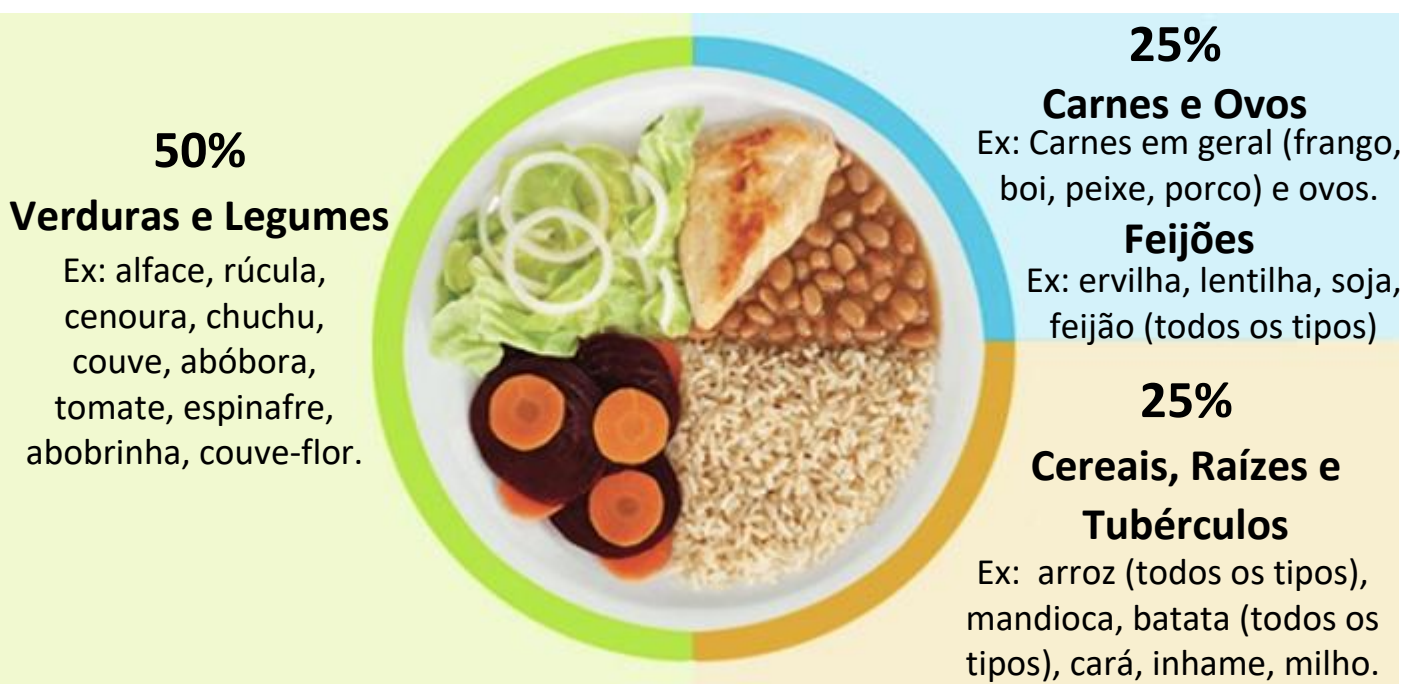 50%
Verduras e Legumes
Ex: alface, rúcula,
cenoura, chuchu,
couve, abóbora,
tomate, espinafre,
abobrinha, couve-flor.
25%
Carnes e Ovos
Ex: Carnes em geral (frango,
boi, peixe, porco) e ovos.
Feijões
Ex: ervilha, lentilha, soja,
feijão (todos os tipos)
25%
Cereais, Raízes e
Tubérculos
Ex: arroz (todos os tipos),
mandioca, batata (todos os
tipos), cará, inhame, milho.